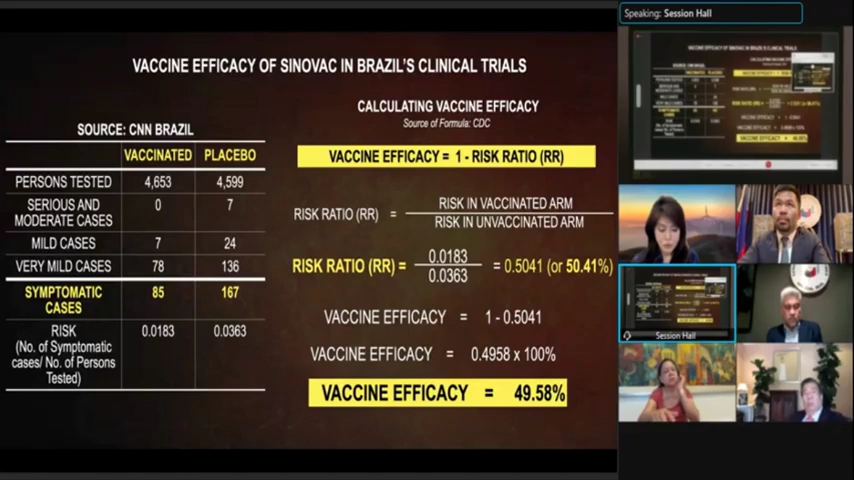 Speaking: Session Hall
VACCINE EFFICACY OF SINOVAC IN BRAZIL'S CLINICAL TRIALS
SOURCE: CNN BRAZIL
VACCINATED PLACEBO
PERSONS TESTED 4,653 4,599
SERIOUS AND
MODERATE CASES 0 7
MILD CASES 7 24
VERY MILD CASES 78 136
SYMPTOMATIC
CASES 85 167
RISK 0.0183 0.0363
(No. of Symptomatic
cases/ No. of Persons
Tested)
CALCULATING VACCINE EFFICACY
Source of Formula: CDC
VACCINE EFFICACY = 1 - RISK RATIO (RR)
RISK RATIO (RR) = RISK IN VACCINATED ARM
RISK IN UNVACCINATED ARM
RISK RATIO (RR) = 0.0183
0.0363 = 0.5041 (or 50.41%)
VACCINE EFFICACY = 1 - 0.5041
VACCINE EFFICACY = 0.4958 x 100%
VACCINE EFFICACY = 49.58%
Session Hall